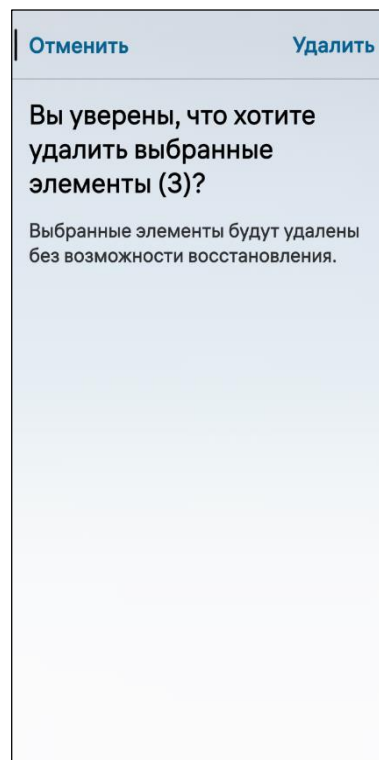 Отменить
Удалить
Вы уверены, что хотите
удалить выбранные
элементы (3)?
Выбранные элементы будут удалены
без возможности восстановления.